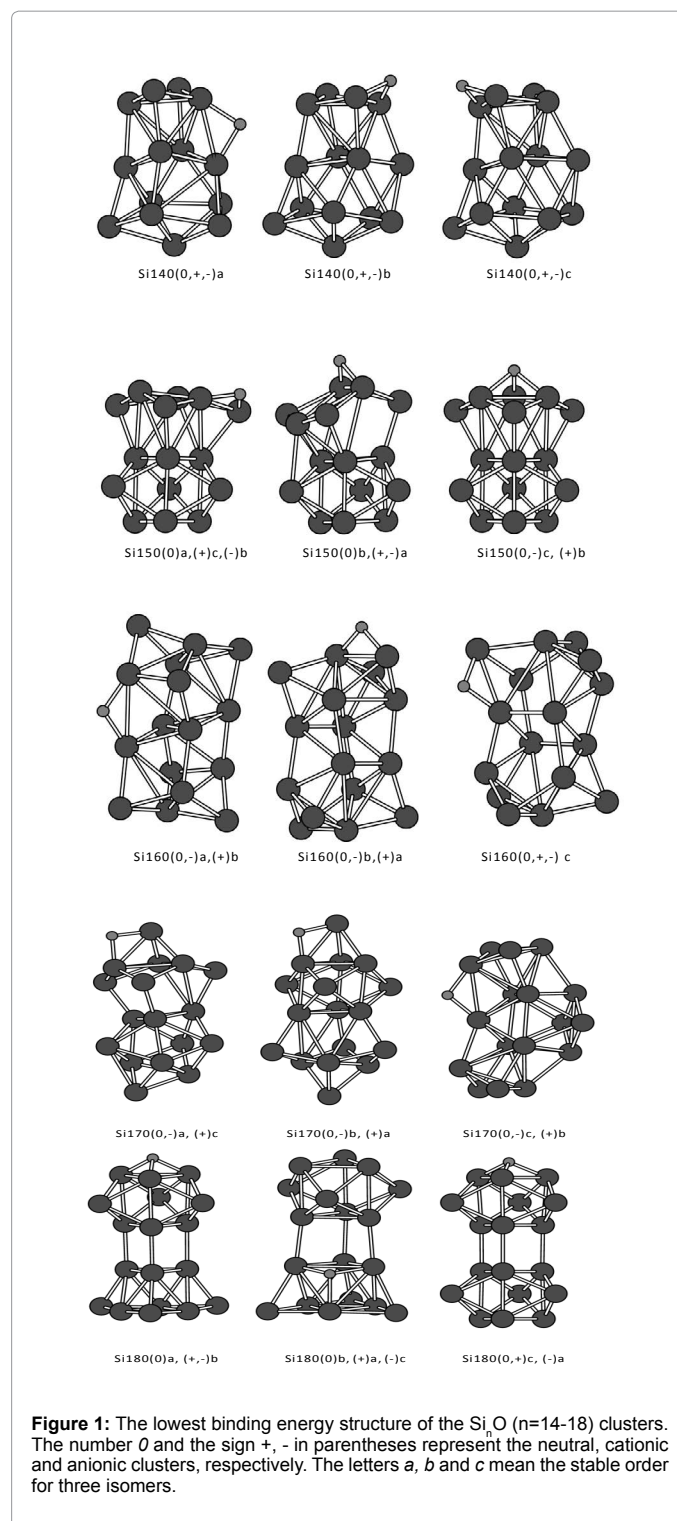 Si140(0,+,-)a
Si140(0,+,-)b
Si140(0,+,-)c
Si150(0)a,(+)c,(-)b
Si150(0)b,(+,-)a
Si150(0,-)c, (+)b
Si160(0,-)a,(+)b
Si160(0,-)b,(+)a
Si160(0,+,-) c
Si170(0,-)a, (+)c
Si170(0,-)b, (+)a
Si170(0,-)c, (+)b
Si180(0)a, (+,-)b
Si180(0)b, (+)a, (-)c
Si180(0,+)c, (-)a
Figure 1: The lowest binding energy structure of the SinO (n=14-18) clusters.
The number 0 and the sign +, - in parentheses represent the neutral, cationic
and anionic clusters, respectively. The letters a, b and c mean the stable order
for three isomers.